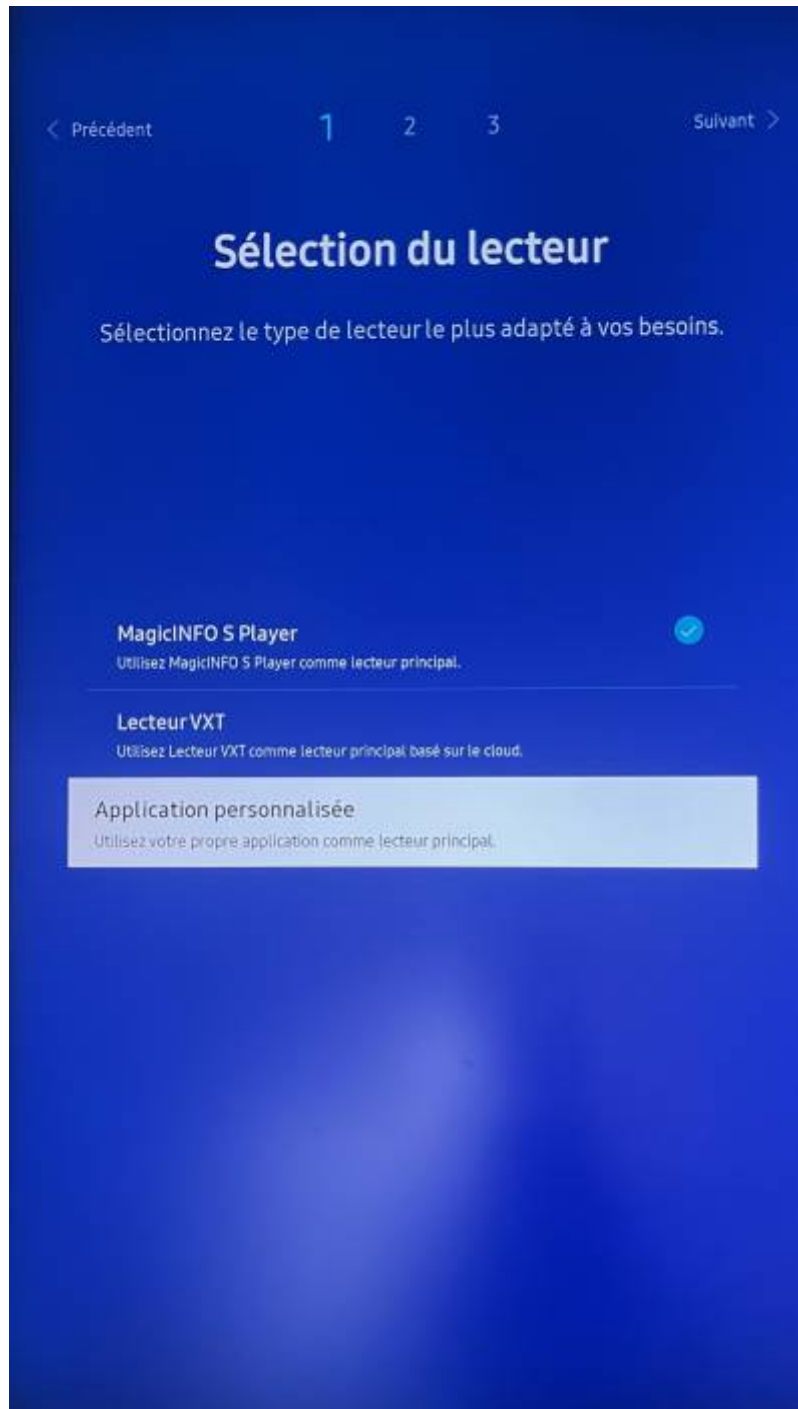 Précédent
1 2 3
Suivant
Sélection du lecteur
Sélectionnez le type de lecteur le plus adapté à vos besoins.
MagicINFO S Player
Utilisez MagicINFO S Player comme lecteur principal.
Lecteur VXT
Utilisez Lecteur VXT comme lecteur principal basé sur le cloud.
Application personnalisée
Utilisez votre propre application comme lecteur principal.